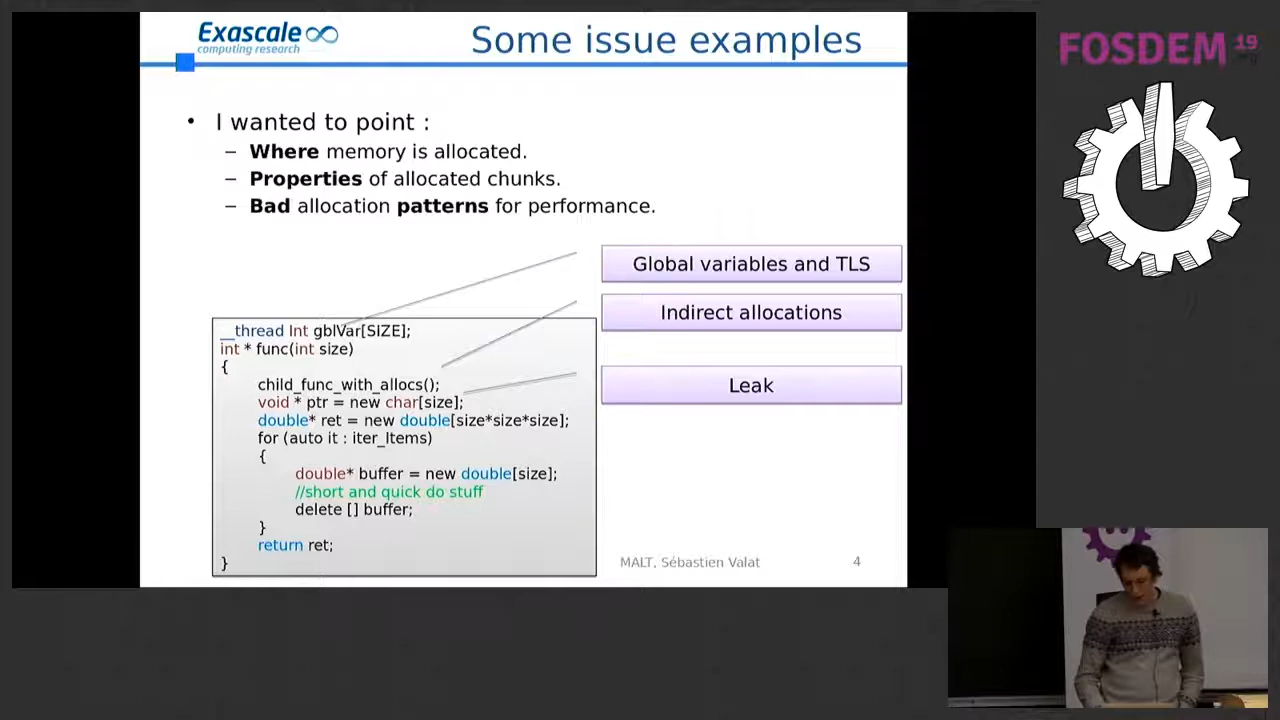 Exascale
computing research
Some issue examples
FOSDEM 19
• I wanted to point :
– Where memory is allocated.
– Properties of allocated chunks.
– Bad allocation patterns for performance.
Global variables and TLS
Indirect allocations
Leak
__thread Int gblVar[SIZE];
int * func(int size)
{
child_func_with_allocs();
void * ptr = new char[size];
double* ret = new double[size*size*size];
for (auto it : iter_Items)
{
double* buffer = new double[size];
//short and quick do stuff
delete [] buffer;
}
return ret;
}
MALT, Sébastien Valat 4